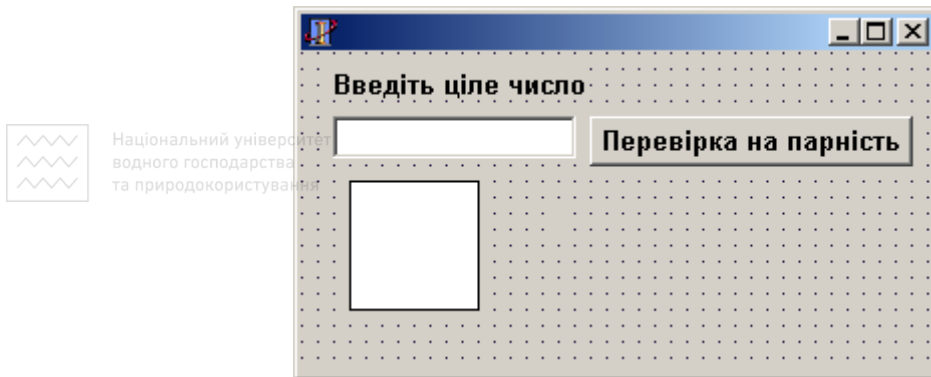 Введіть ціле число
Перевірка на парність
Національний університет
водного господарства
та природокористування